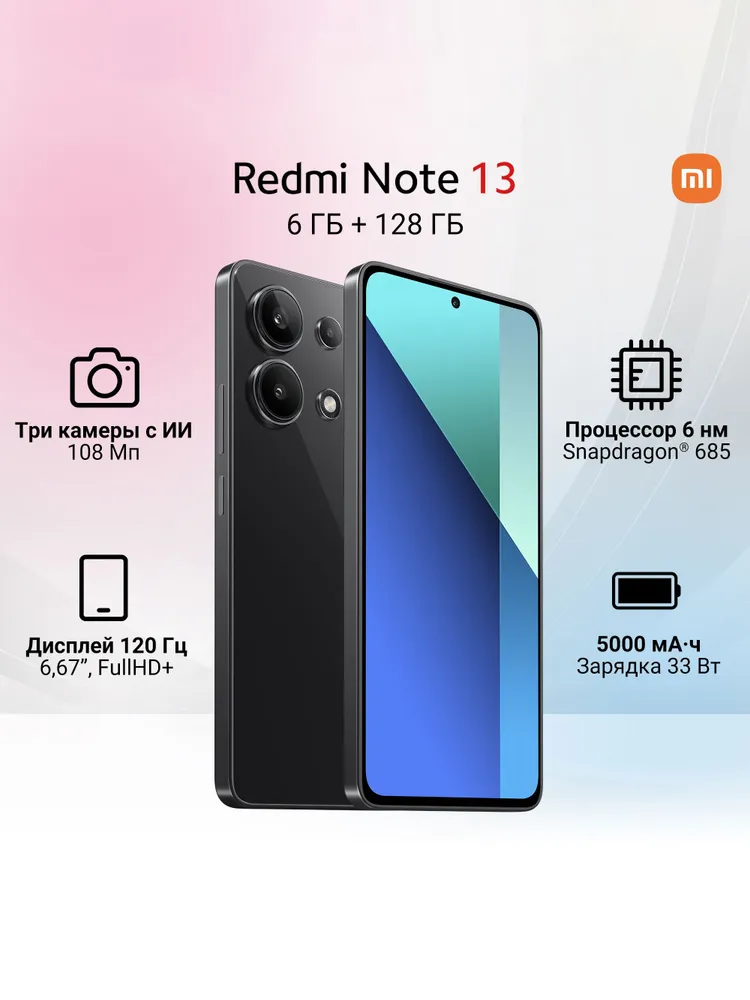 Redmi Note 13
6 ГБ + 128 ГБ
mi
Три камеры с ИИ
108 Мп
Процессор 6 нм
Snapdragon® 685
Дисплей 120 Гц
6,67”, FullHD+
5000 мА·ч
Зарядка 33 Вт